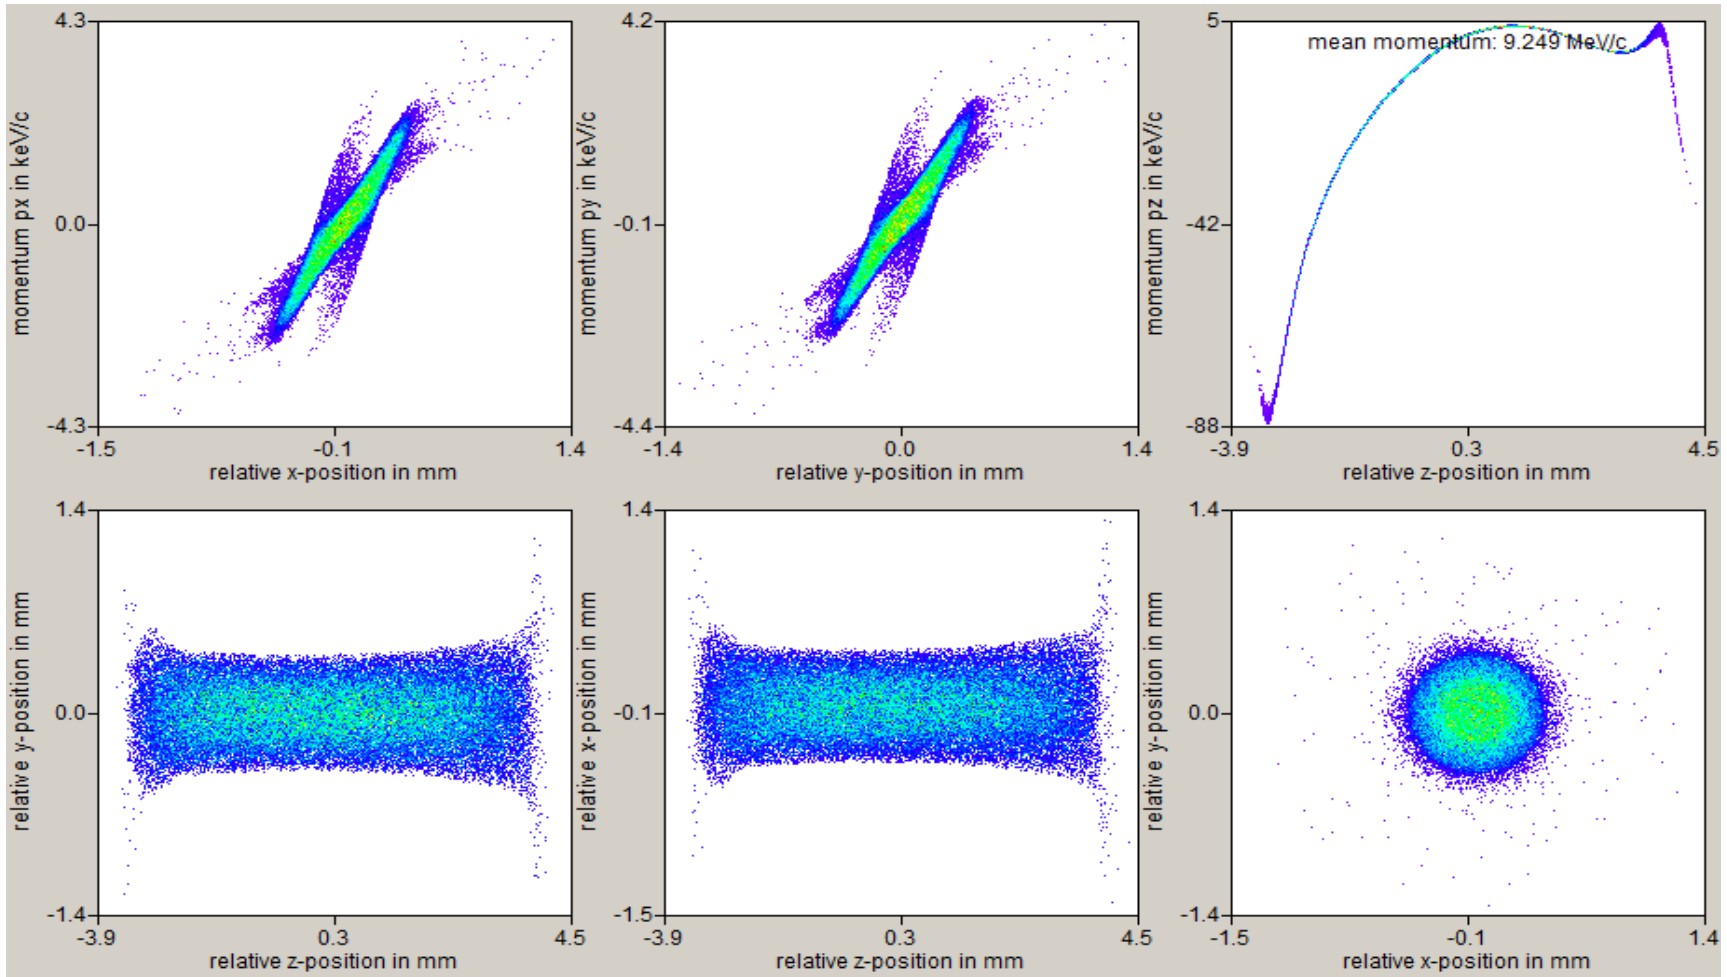 4.3
0.0
-4.3
-1.5
-0.1
1.4
momentum px in keV/c
relative x-position in mm
4.2
-0.1
-4.4
-1.4
0.0
1.4
momentum py in keV/c
relative y-position in mm
5
-42
-88
-3.9
0.3
4.5
mean momentum: 9.249 MeV/c
momentum pz in keV/c
relative z-position in mm
1.4
0.0
-1.4
-3.9
0.3
4.5
relative y-position in mm
relative z-position in mm
1.4
-0.1
-1.5
-3.9
0.3
4.5
relative x-position in mm
relative z-position in mm
1.4
0.0
-1.4
-1.5
-0.1
1.4
relative y-position in mm
relative x-position in mm